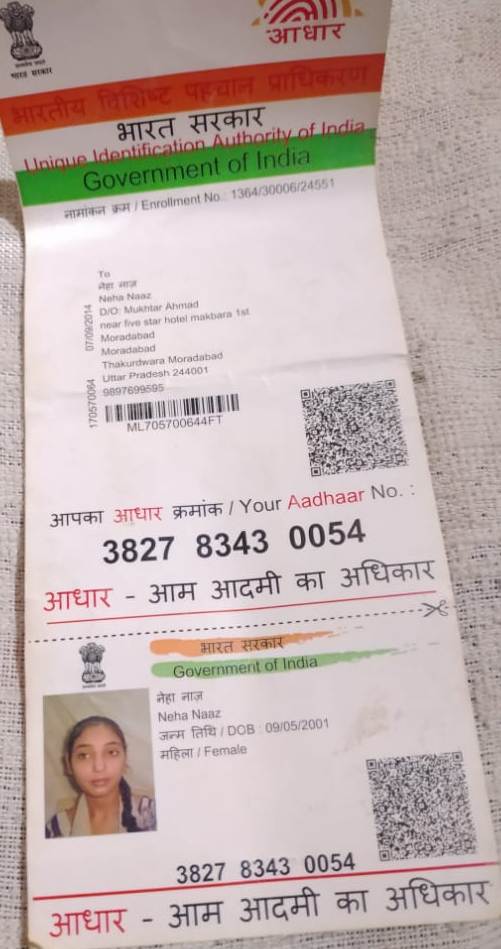 भारत सरकार
आधार
भारतीय विशिष्ट पहचान प्राधिकरण
भारत सरकार
Unique Identification Authority of India
Government of India
नामांकन क्रम / Enrollment No.: 1364/30006/24551
To
नेहा नाज़
Neha Naaz
D/O: Mukhtar Ahmad
near five star hotel makbara 1st
Moradabad
Moradabad
Thakurdwara Moradabad
Uttar Pradesh 244001
9897699595
07/09/2014
170570064
ML705700644FT
आपका आधार क्रमांक / Your Aadhaar No. :
3827 8343 0054
आधार - आम आदमी का अधिकार
भारत सरकार
Government of India
नेहा नाज़
Neha Naaz
जन्म तिथि / DOB : 09/05/2001
महिला / Female
3827 8343 0054
आधार - आम आदमी का अधिकार